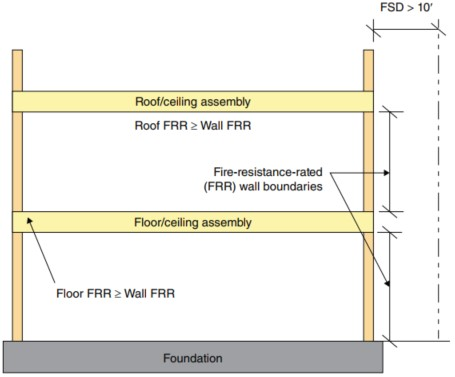 FSD > 10′
Roof/ceiling assembly
Roof FRR ≥ Wall FRR
Fire-resistance-rated
(FRR) wall boundaries
Floor/ceiling assembly
Floor FRR ≥ Wall FRR
Foundation